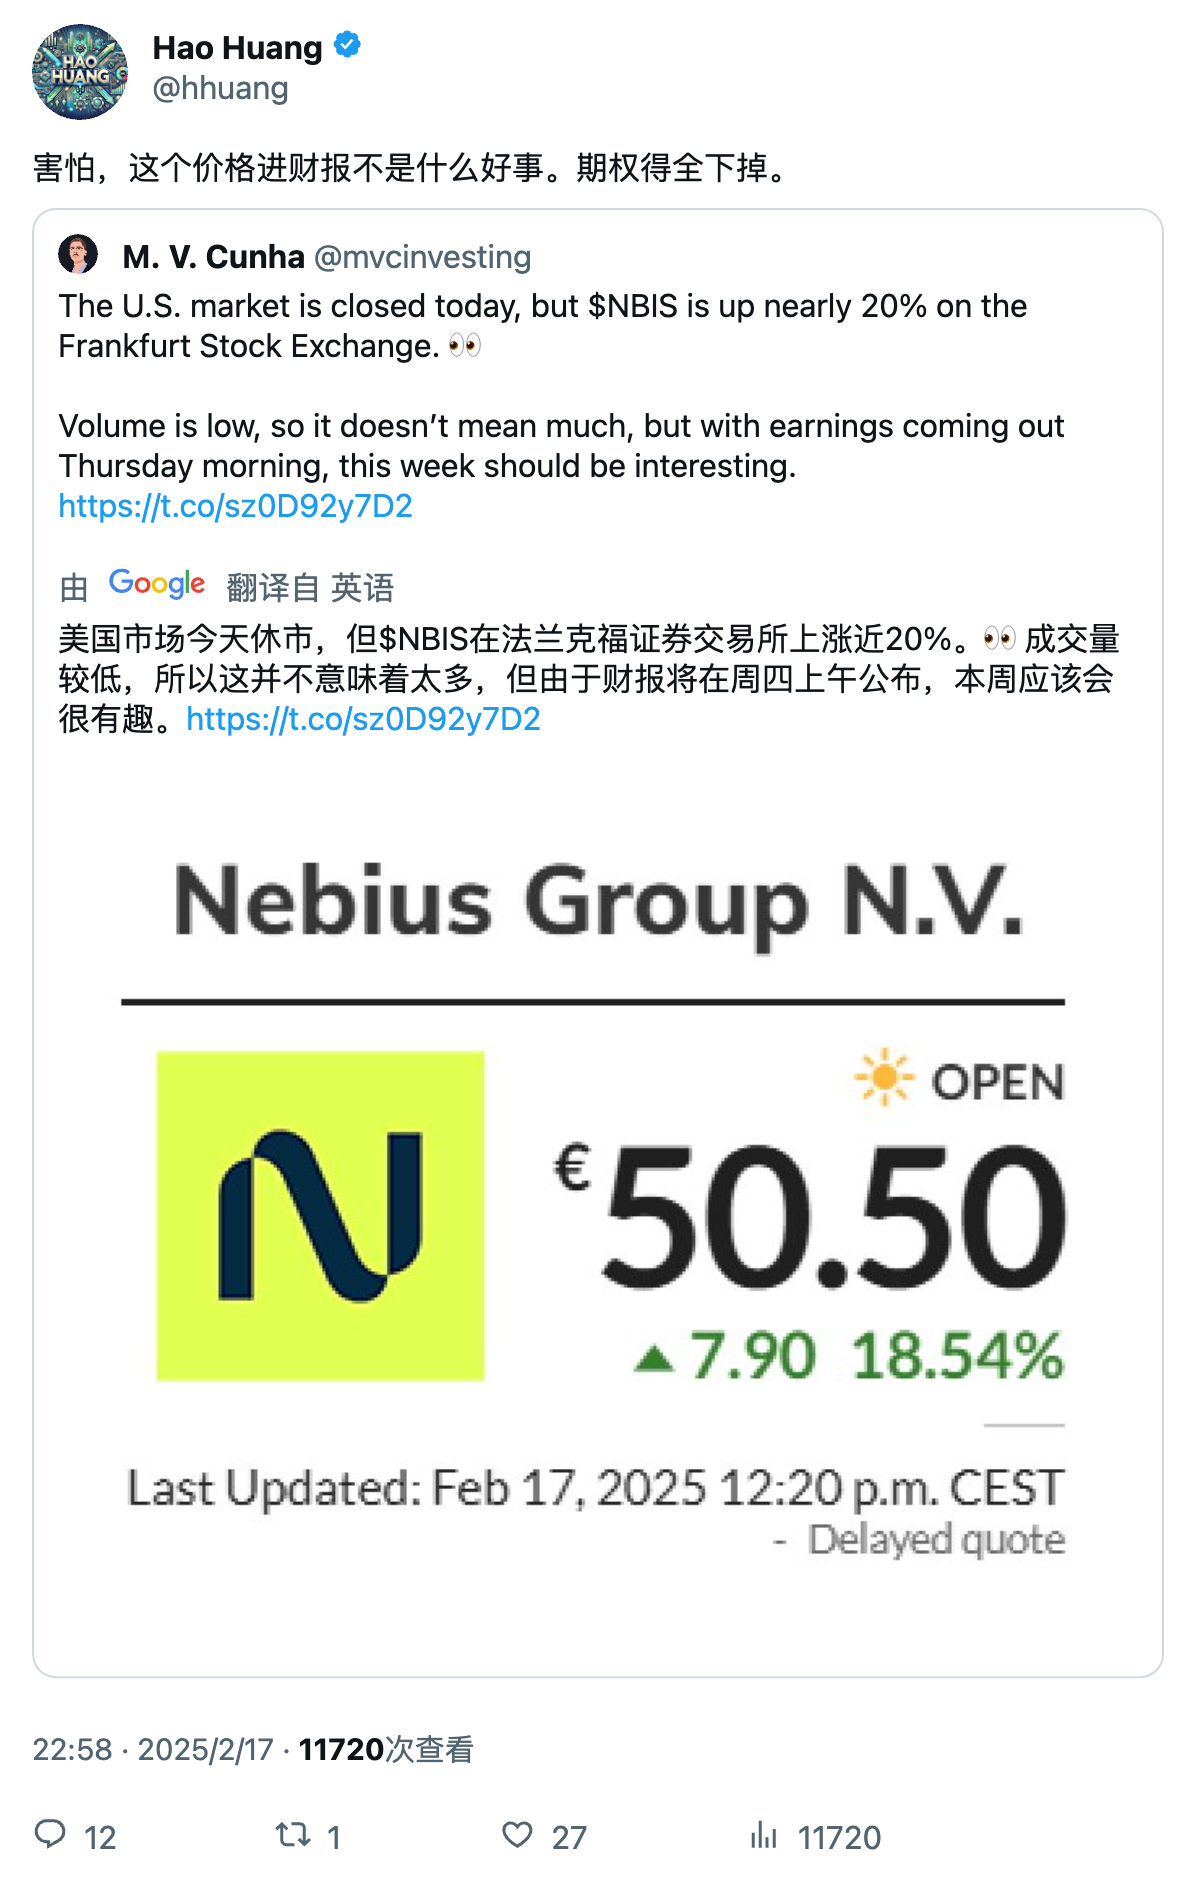 Hao Huang
@hhuang
HAO
HUANG
害怕，这个价格进财报不是什么好事。期权得全下掉。
M. V. Cunha @mvcinvesting
The U.S. market is closed today, but $NBIS is up nearly 20% on the
Frankfurt Stock Exchange. 👀
Volume is low, so it doesn’t mean much, but with earnings coming out
Thursday morning, this week should be interesting.
https://t.co/sz0D92y7D2
由 Google 翻译自 英语
美国市场今天休市，但$NBIS在法兰克福证券交易所上涨近20%。👀 成交量
较低，所以这并不意味着太多，但由于财报将在周四上午公布，本周应该会
很有趣。https://t.co/sz0D92y7D2
Nebius Group N.V.
OPEN
€50.50
▲7.90 18.54%
Last Updated: Feb 17, 2025 12:20 p.m. CEST
- Delayed quote
22:58 · 2025/2/17 · 11720次查看
12 1 27 11720